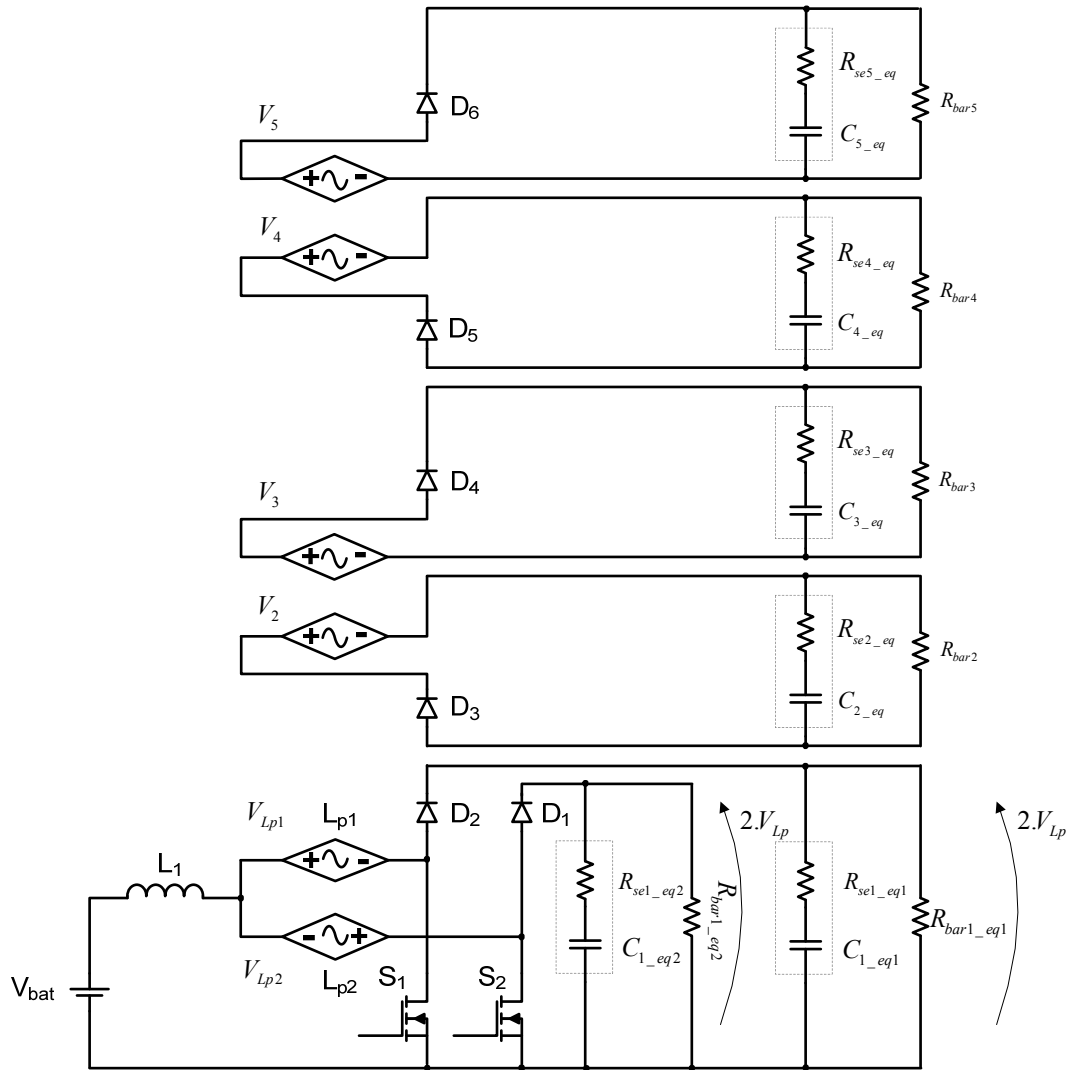 D6
V5
Rse5_eq
C5_eq
Rbar5
+ -
V4
+ -
D5
Rse4_eq
C4_eq
Rbar4
D4
V3
+ -
Rse3_eq
C3_eq
Rbar3
V2
+ -
D3
Rse2_eq
C2_eq
Rbar2
D2
D1
VLp1
Lp1
+ -
L1
- +
VLp2
Lp2
Vbat
S1
S2
Rse1_eq2
C1_eq2
Rbar1_eq2
2.VLp
Rse1_eq1
C1_eq1
Rbar1_eq1
2.VLp